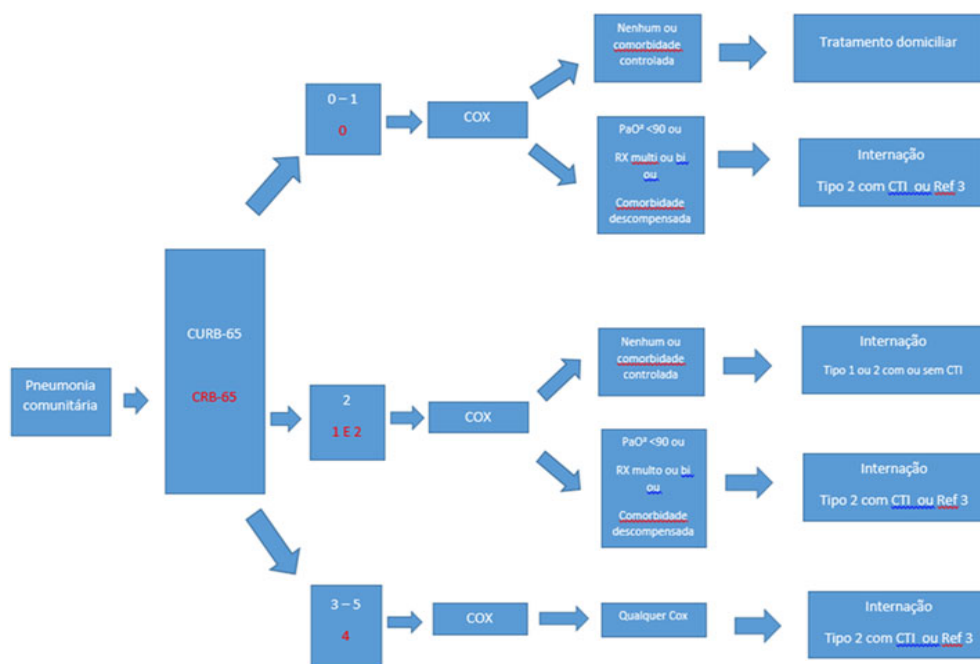 Pneumonia
comunitária
CURB-65
CRB-65
0 – 1
0
COX
Nenhum ou
comorbidade
controlada
Tratamento domiciliar
PaOª <90 ou
RX multi ou bi
ou
Comorbidade
descompensada
Internação
Tipo 2 com CTI ou Ref 3
2
1 E 2
COX
Nenhum ou
comorbidade
controlada
Internação
Tipo 1 ou 2 com ou sem CTI
PaOª <90 ou
RX multo ou bi
ou
Comorbidade
descompensada
Internação
Tipo 2 com CTI ou Ref 3
3 – 5
4
COX
Qualquer Cox
Internação
Tipo 2 com CTI ou Ref 3